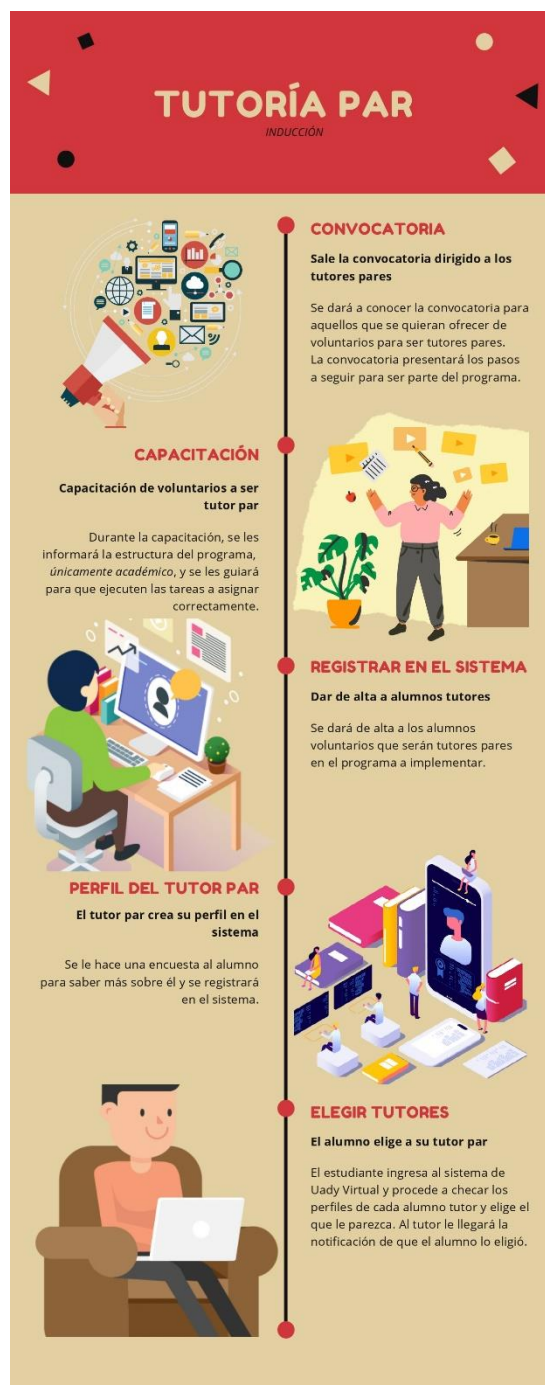 TUTORÍA PAR
INDUCCIÓN
CONVOCATORIA
Sale la convocatoria dirigido a los
tutores pares
Se dará a conocer la convocatoria para
aquellos que se quieran ofrecer de
voluntarios para ser tutores pares.
La convocatoria presentará los pasos
a seguir para ser parte del programa.
CAPACITACIÓN
Capacitación de voluntarios a ser
tutor par
Durante la capacitación, se les
informará la estructura del programa,
únicamente académico, y se les guiará
para que ejecuten las tareas a asignar
correctamente.
REGISTRAR EN EL SISTEMA
Dar de alta a alumnos tutores
Se dará de alta a los alumnos
voluntarios que serán tutores pares
en el programa a implementar.
PERFIL DEL TUTOR PAR
El tutor par crea su perfil en el
sistema
Se le hace una encuesta al alumno
para saber más sobre él y se registrará
en el sistema.
ELEGIR TUTORES
El alumno elige a su tutor par
El estudiante ingresa al sistema de
Uady Virtual y procede a checar los
perfiles de cada alumno tutor y elige el
que le parezca. Al tutor le llegará la
notificación de que el alumno lo eligió.